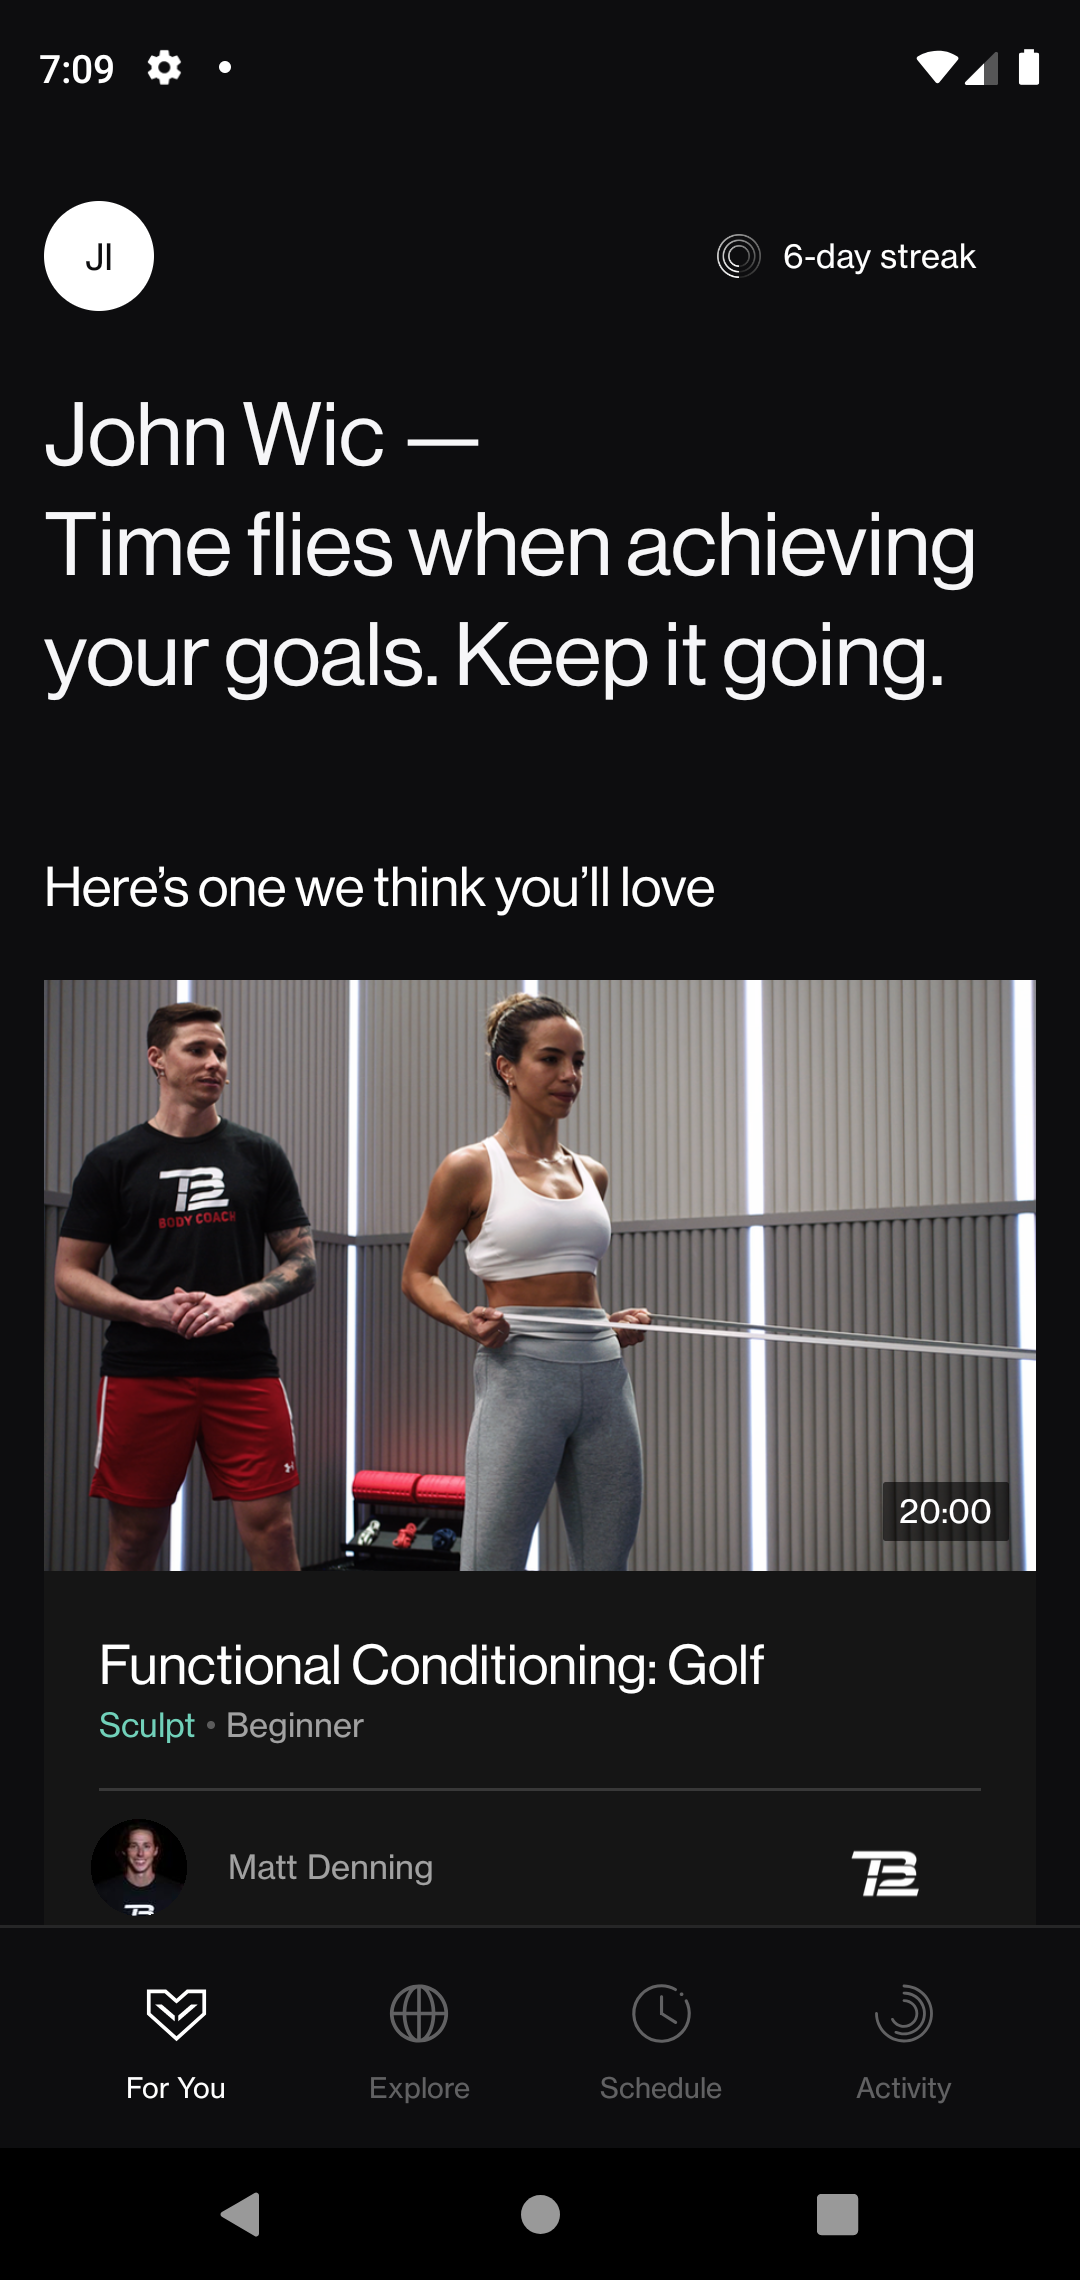 7:09
JI
6-day streak
John Wic —
Time flies when achieving
your goals. Keep it going.
Here’s one we think you’ll love
TB
BODY COACH
20:00
Functional Conditioning: Golf
Sculpt • Beginner
Matt Denning
TB
For You
Explore
Schedule
Activity